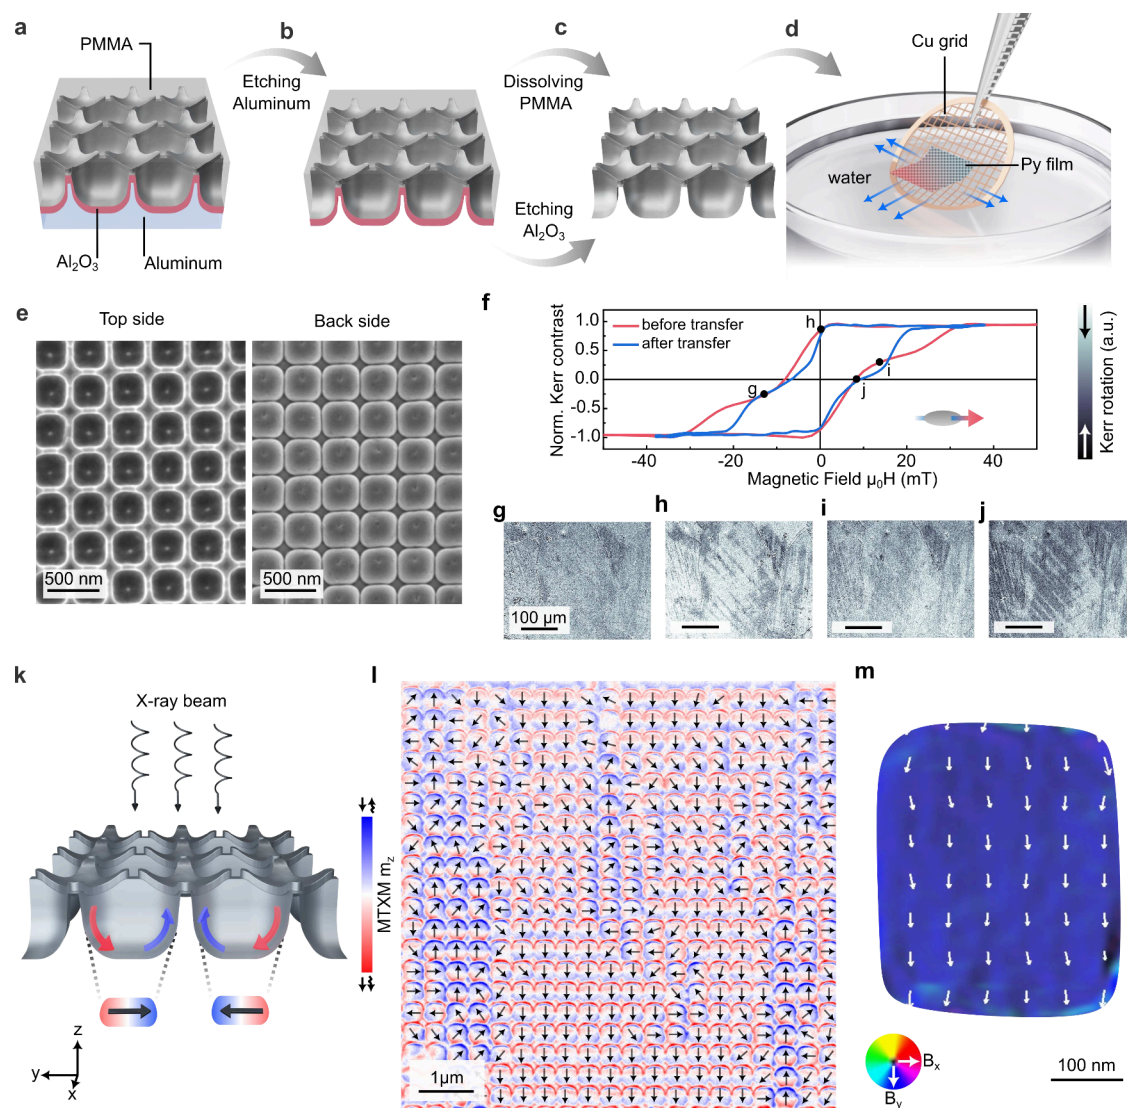 a
b
c
d
PMMA
Etching
Aluminum
Dissolving
PMMA
Cu grid
Py film
water
Etching
Al₂O₃
Al₂O₃
Aluminum
e
Top side
Back side
500 nm
500 nm
f
Norm. Kerr contrast
1.0
0.5
0.0
-0.5
-1.0
before transfer
after transfer
h
g
i
j
-40
-20
0
20
40
Magnetic Field µ₀H (mT)
Kerr rotation (a.u.)
g
h
i
j
100 µm
k
X-ray beam
z
y
x
MTXM m_z
l
1µm
m
Bₓ
Bᵧ
100 nm